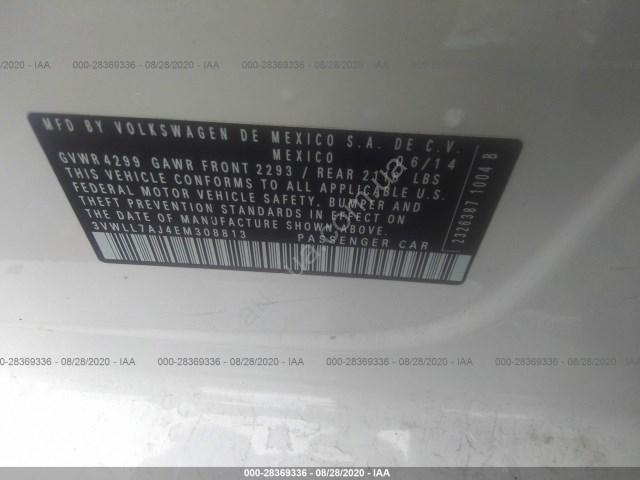 000-28369336 - 08/28/2020 - IAA
MFD BY VOLKSWAGEN DE MEXICO S.A. DE C.V.
MEXICO 06/14
GVWR 4299 GAWR FRONT 2293 / REAR LBS
THIS VEHICLE CONFORMS TO ALL APPLICABLE U.S.
FEDERAL MOTOR VEHICLE SAFETY, BUMPER AND
THEFT PREVENTION STANDARDS IN EFFECT ON
DATE OF MANUFACTURE SHOWN ABOVE.
3VWLL7AJ4EM308813 PASSENGER CAR
2326387 1004 B
000-28369336 - 08/28/2020 - IAA
000-28369336 - 08/28/2020 - IAA